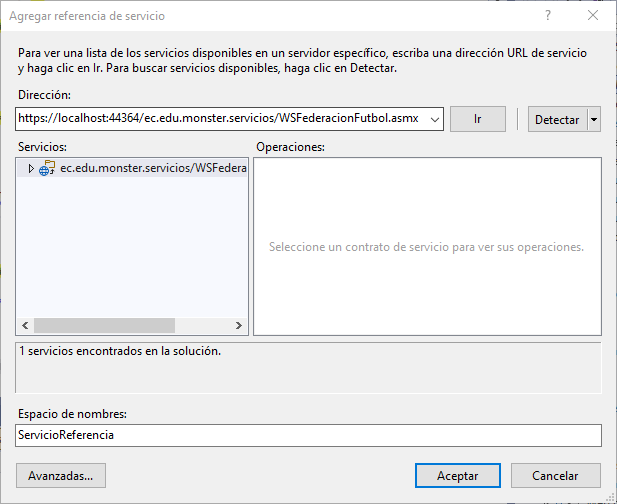 Agregar referencia de servicio
Para ver una lista de los servicios disponibles en un servidor específico, escriba una dirección URL de servicio
y haga clic en Ir. Para buscar servicios disponibles, haga clic en Detectar.
Dirección:
https://localhost:44364/ec.edu.monster.servicios/WSFederacionFutbol.asmx
Ir
Detectar
Servicios:
Operaciones:
ec.edu.monster.servicios/WSFedera
Seleccione un contrato de servicio para ver sus operaciones.
1 servicios encontrados en la solución.
Espacio de nombres:
ServicioReferencia
Avanzadas...
Aceptar
Cancelar